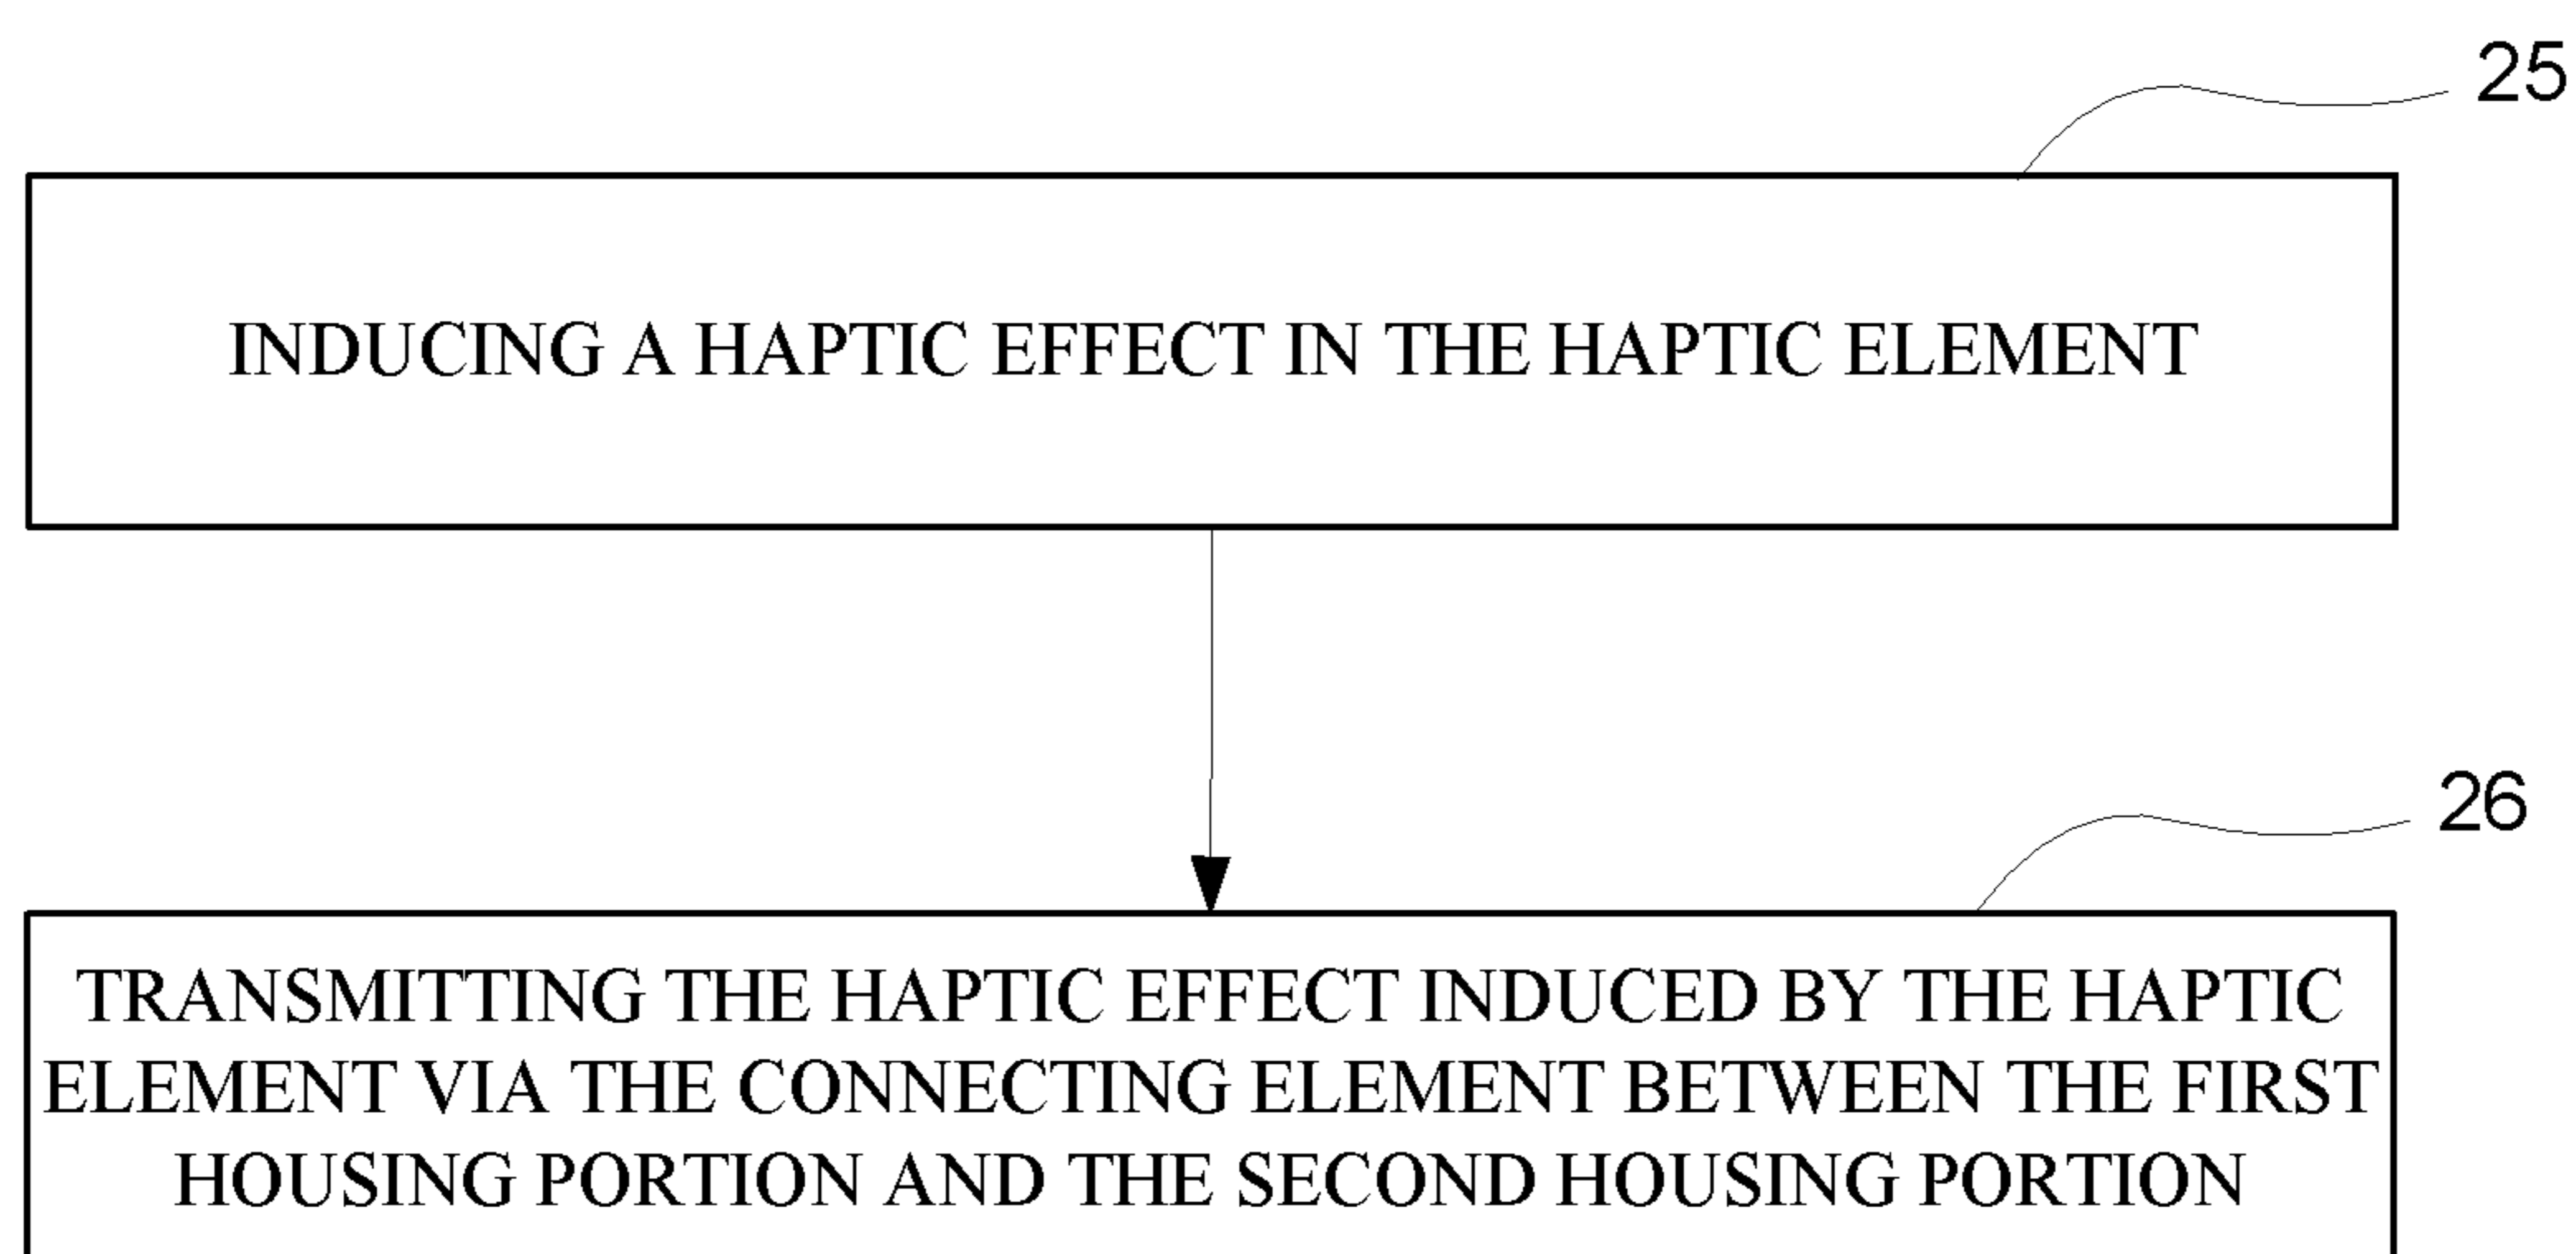 25
INDUCING A HAPTIC EFFECT IN THE HAPTIC ELEMENT
26
TRANSMITTING THE HAPTIC EFFECT INDUCED BY THE HAPTIC
ELEMENT VIA THE CONNECTING ELEMENT BETWEEN THE FIRST
HOUSING PORTION AND THE SECOND HOUSING PORTION